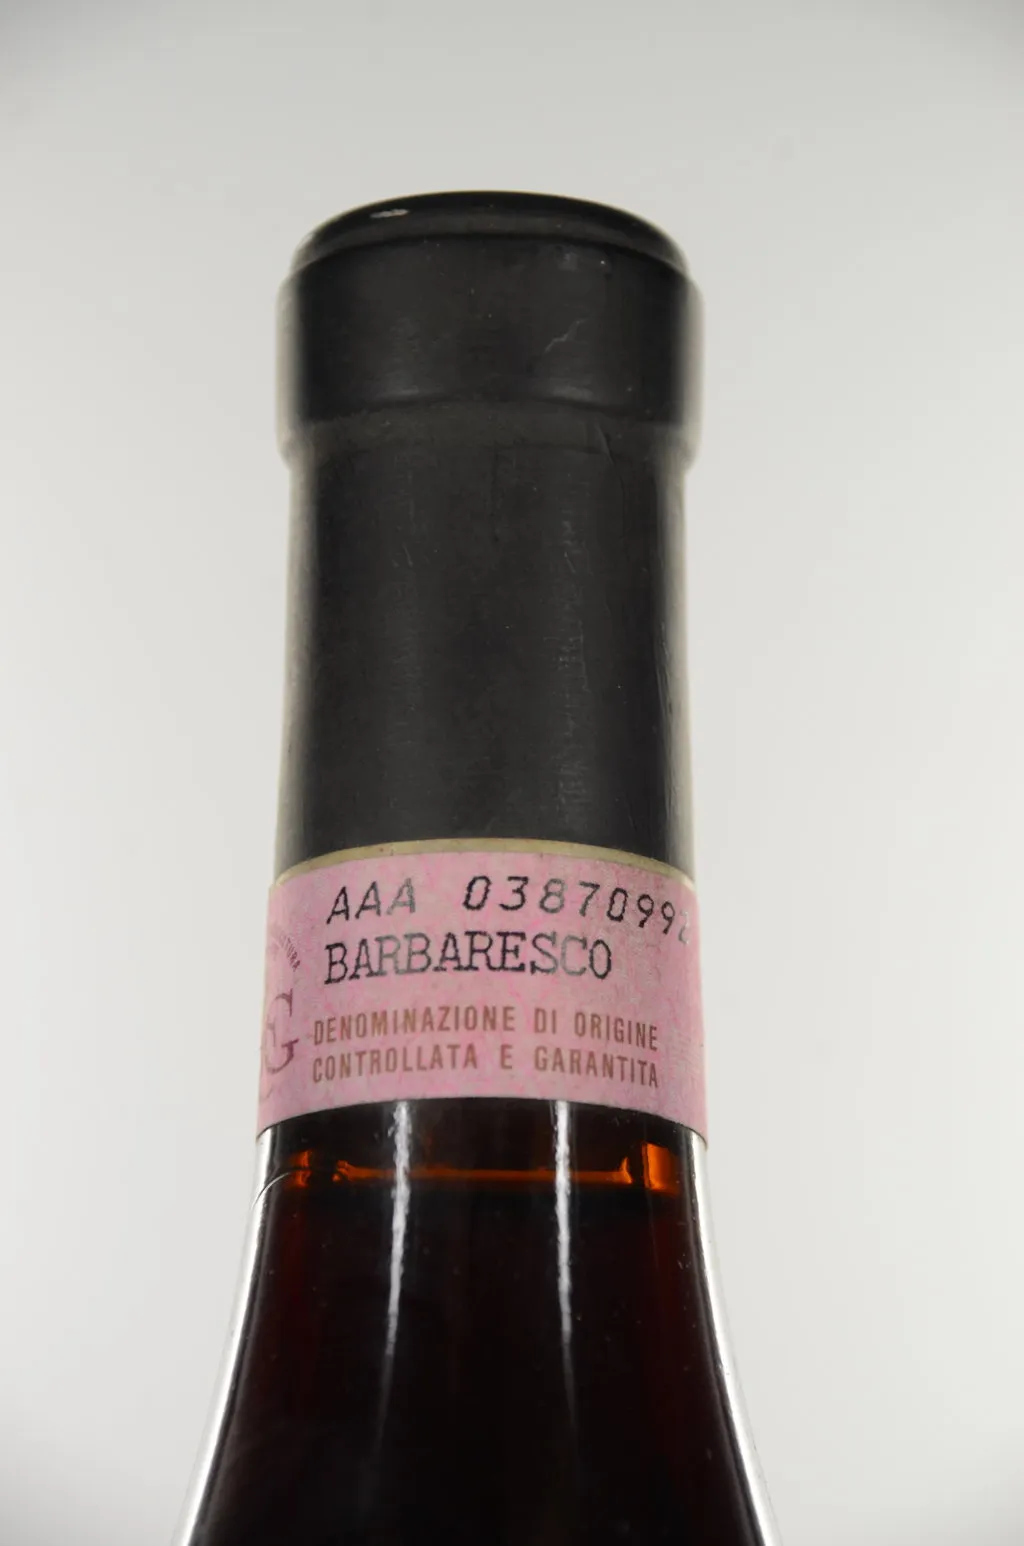 AAA 03870992
BARBARESCO
DENOMINAZIONE DI ORIGINE
CONTROLLATA E GARANTITA
G